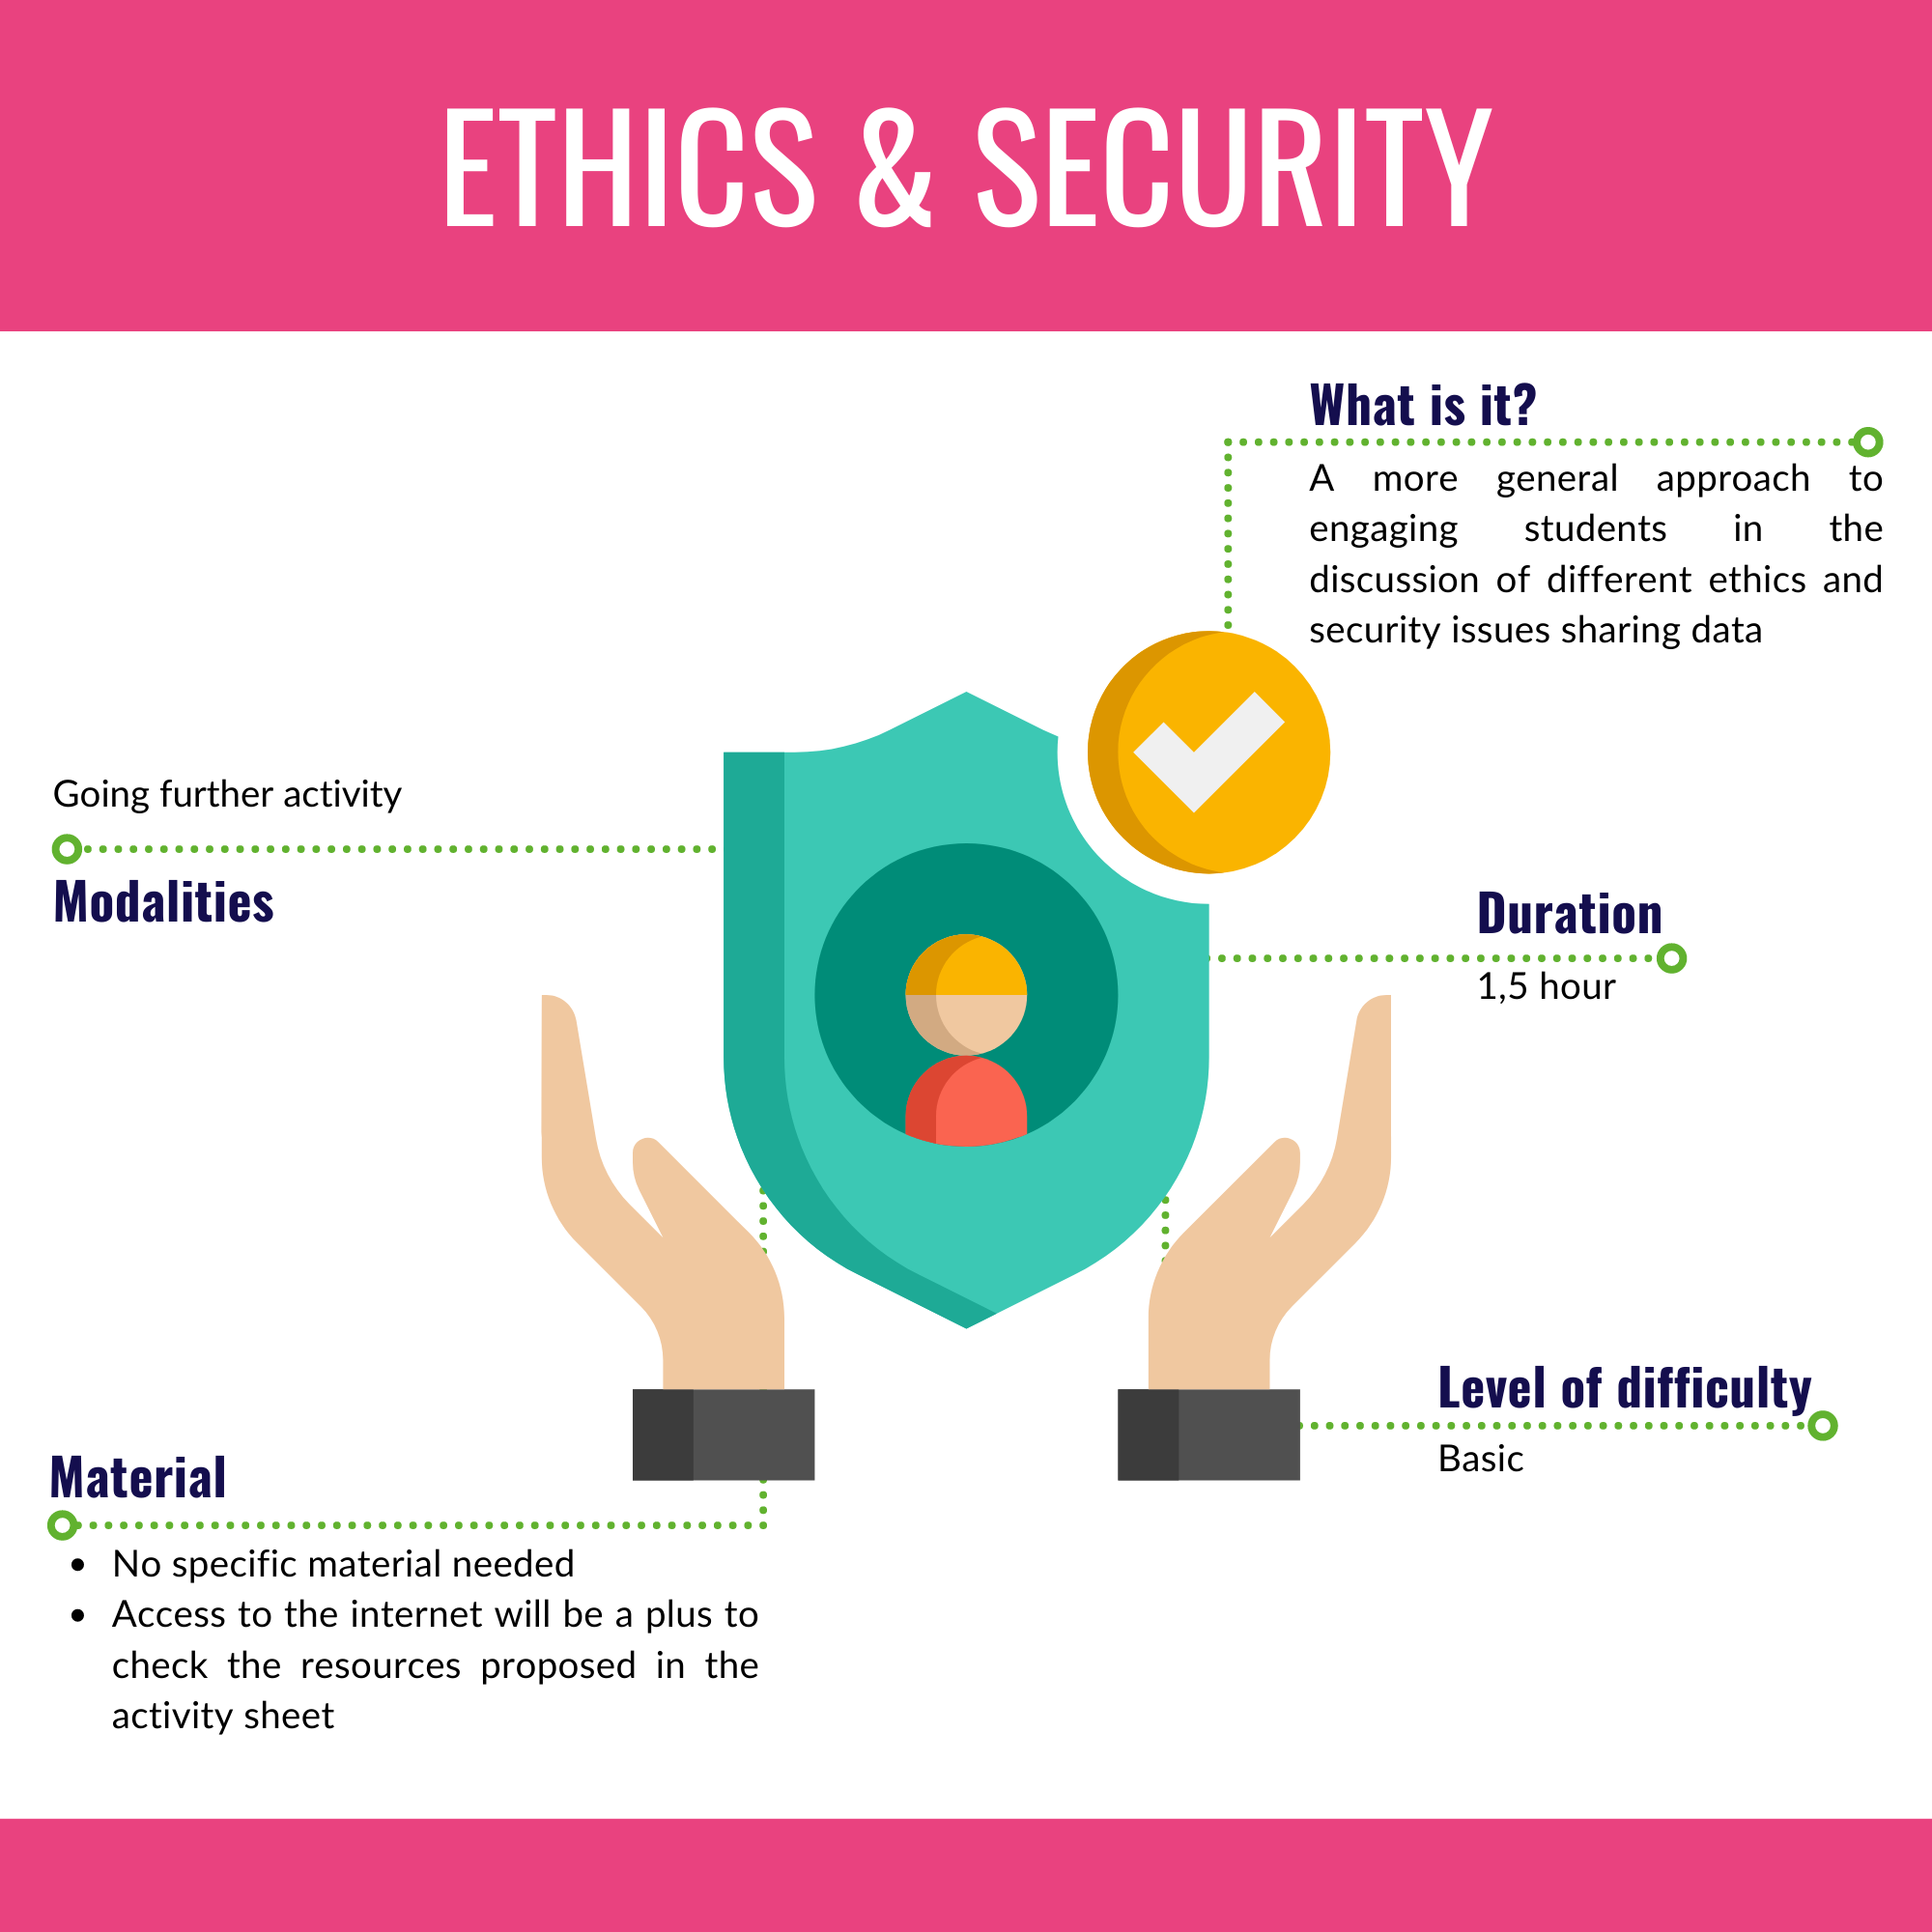 ETHICS & SECURITY
What is it?
A more general approach to
engaging students in the
discussion of different ethics and
security issues sharing data
Going further activity
Modalities
Duration
1,5 hour
Level of difficulty
Basic
Material
• No specific material needed
• Access to the internet will be a plus to
check the resources proposed in the
activity sheet